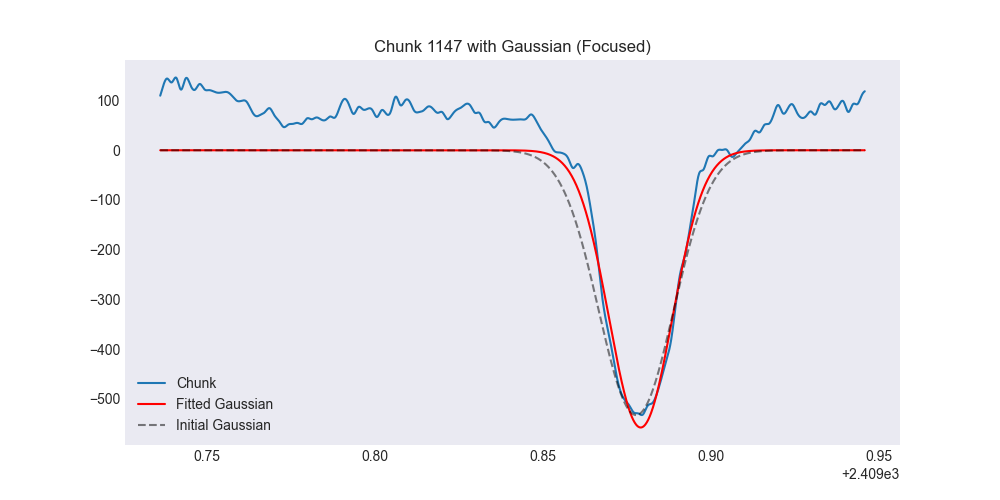 Chunk 1147 with Gaussian (Focused)
100
0
−100
−200
−300
−400
−500
Chunk
Fitted Gaussian
Initial Gaussian
0.75
0.80
0.85
0.90
0.95
+2.409e3